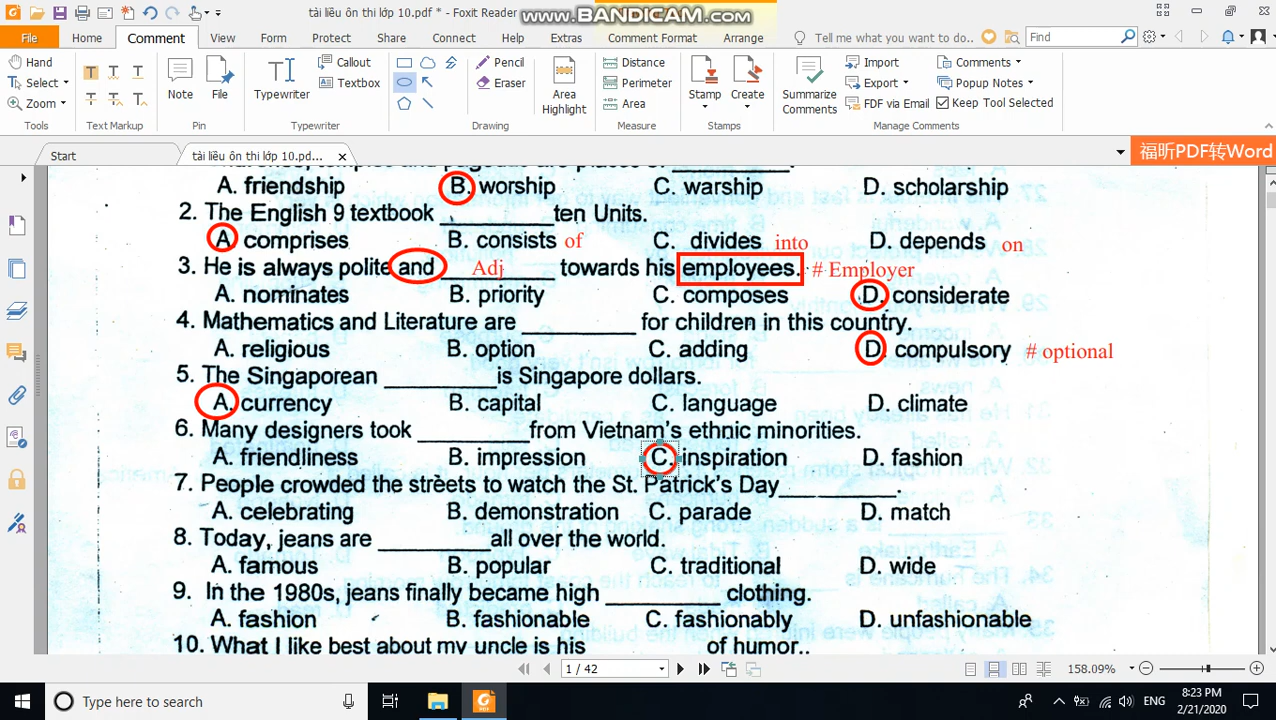 tài liệu ôn thi lớp 10.pdf * - Foxit Reader
www.BANDICAM.com
File Home Comment View Form Protect Share Connect Window Help Extras Comment Format Arrange Tell me what you want to do.. Find
Hand
Select
Zoom
Tools
Text Markup
Note
File
Pin
Typewriter
Callout
Textbox
Typewriter
Pencil
Eraser
Drawing
Area Highlight
Distance
Perimeter
Area
Measure
Stamp
Create
Stamps
Summarize Comments
Import
Export
FDF via Email
Comments
Popup Notes
Keep Tool Selected
Manage Comments
Start
tài liệu ôn thi lớp 10.pd...
福昕PDF转Word
A. friendship B. worship C. warship D. scholarship
2. The English 9 textbook __________ ten Units.
A comprises B. consists of C. divides into D. depends on
3. He is always polite and __________ Adj towards his employees. # Employer
A. nominates B. priority C. composes D. considerate
4. Mathematics and Literature are __________ for children in this country.
A. religious B. option C. adding D. compulsory # optional
5. The Singaporean __________ is Singapore dollars.
A. currency B. capital C. language D. climate
6. Many designers took __________ from Vietnam's ethnic minorities.
A. friendliness B. impression C. inspiration D. fashion
7. People crowded the streets to watch the St. Patrick's Day __________.
A. celebrating B. demonstration C. parade D. match
8. Today, jeans are __________ all over the world.
A. famous B. popular C. traditional D. wide
9. In the 1980s, jeans finally became high __________ clothing.
A. fashion B. fashionable C. fashionably D. unfashionable
10. What I like best about my uncle is his of humor..
1 / 42
158.09%
Type here to search
ENG
8:23 PM
2/21/2020